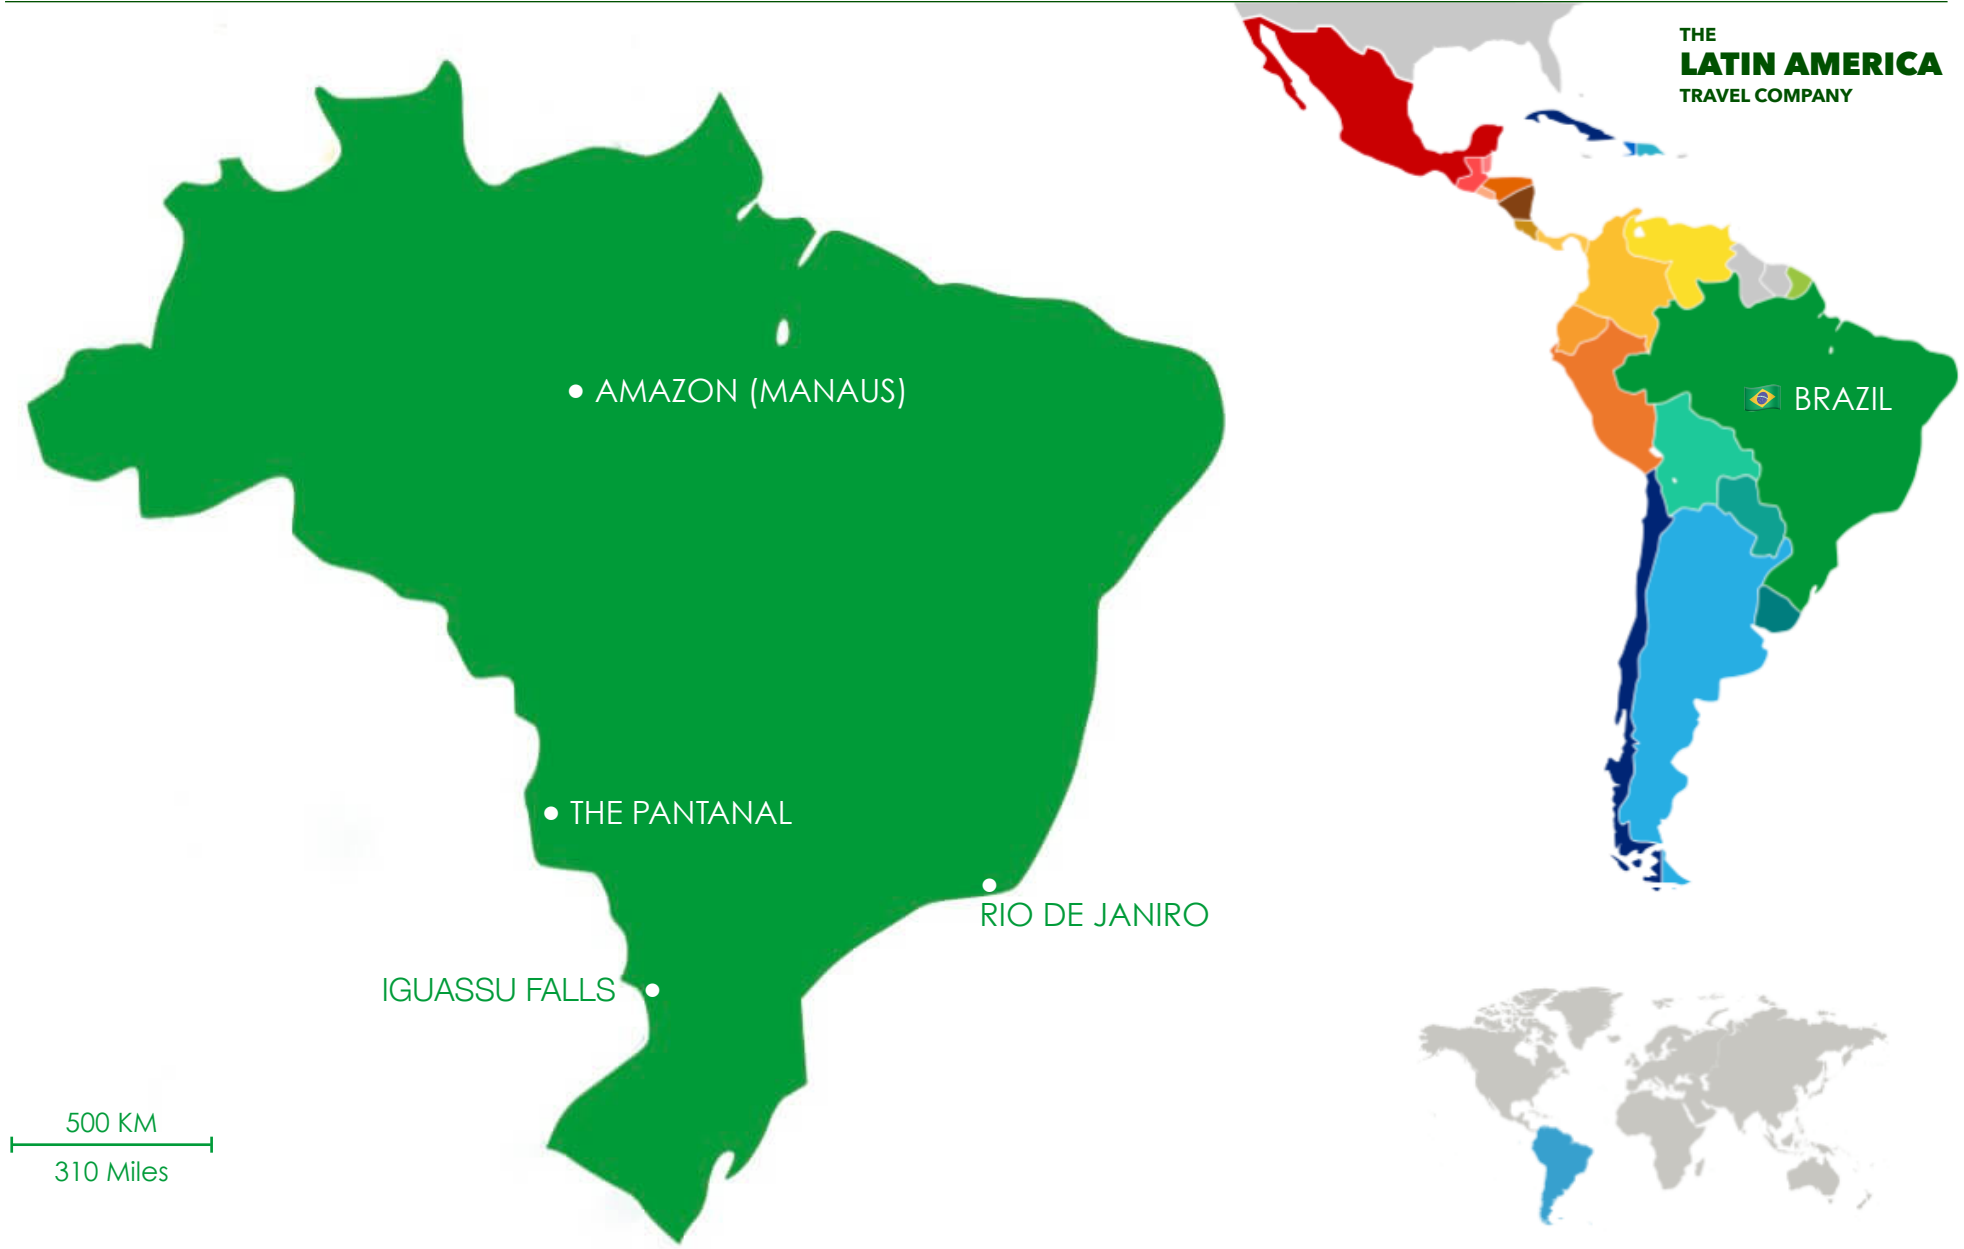 THE
LATIN AMERICA
TRAVEL COMPANY
AMAZON (MANAUS)
BRAZIL
THE PANTANAL
RIO DE JANIRO
IGUASSU FALLS
500 KM
310 Miles